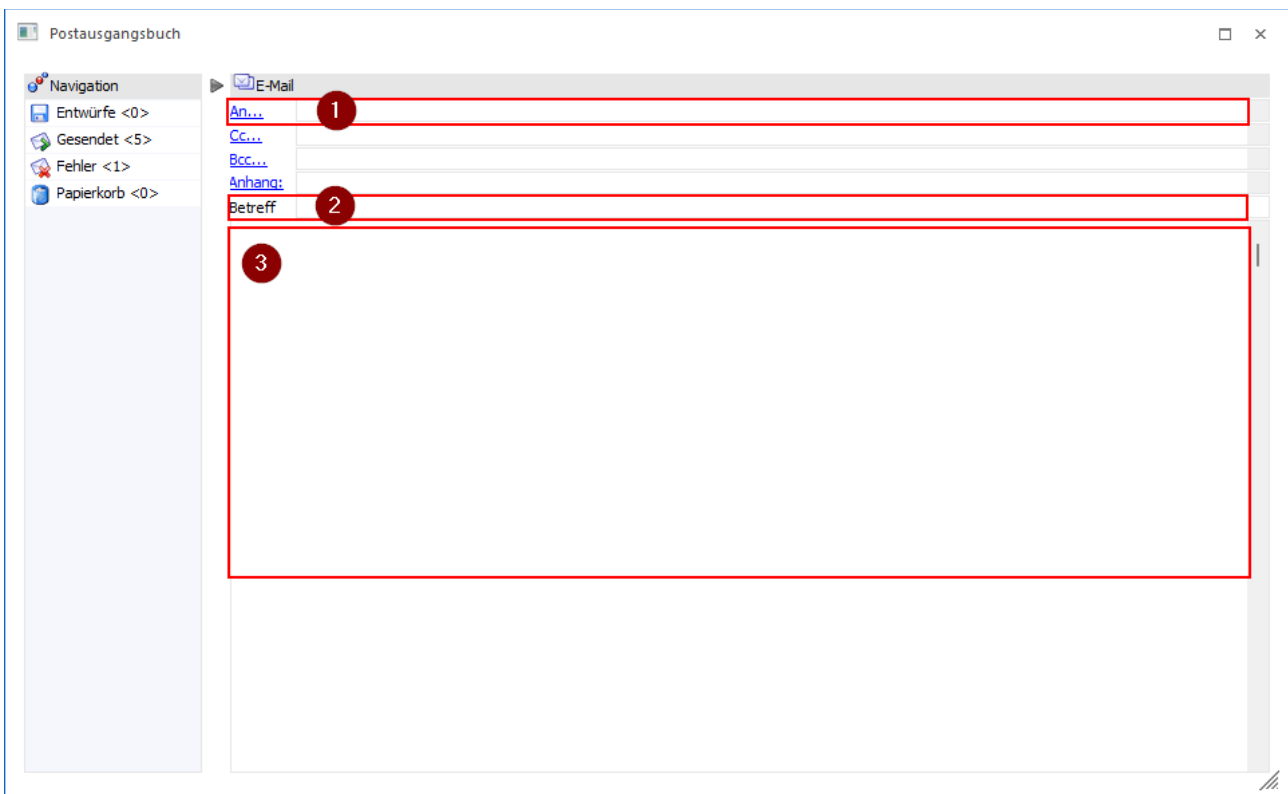 Postausgangsbuch
Navigation
Entwürfe <0>
Gesendet <5>
Fehler <1>
Papierkorb <0>
E-Mail
An... 1
Cc...
Bcc...
Anhang:
Betreff 2
3